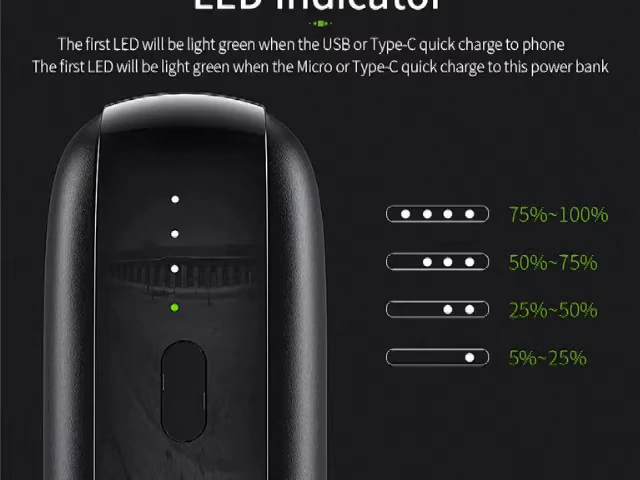 LED Indicator
The first LED will be light green when the USB or Type-C quick charge to phone
The first LED will be light green when the Micro or Type-C quick charge to this power bank
75%~100%
50%~75%
25%~50%
5%~25%